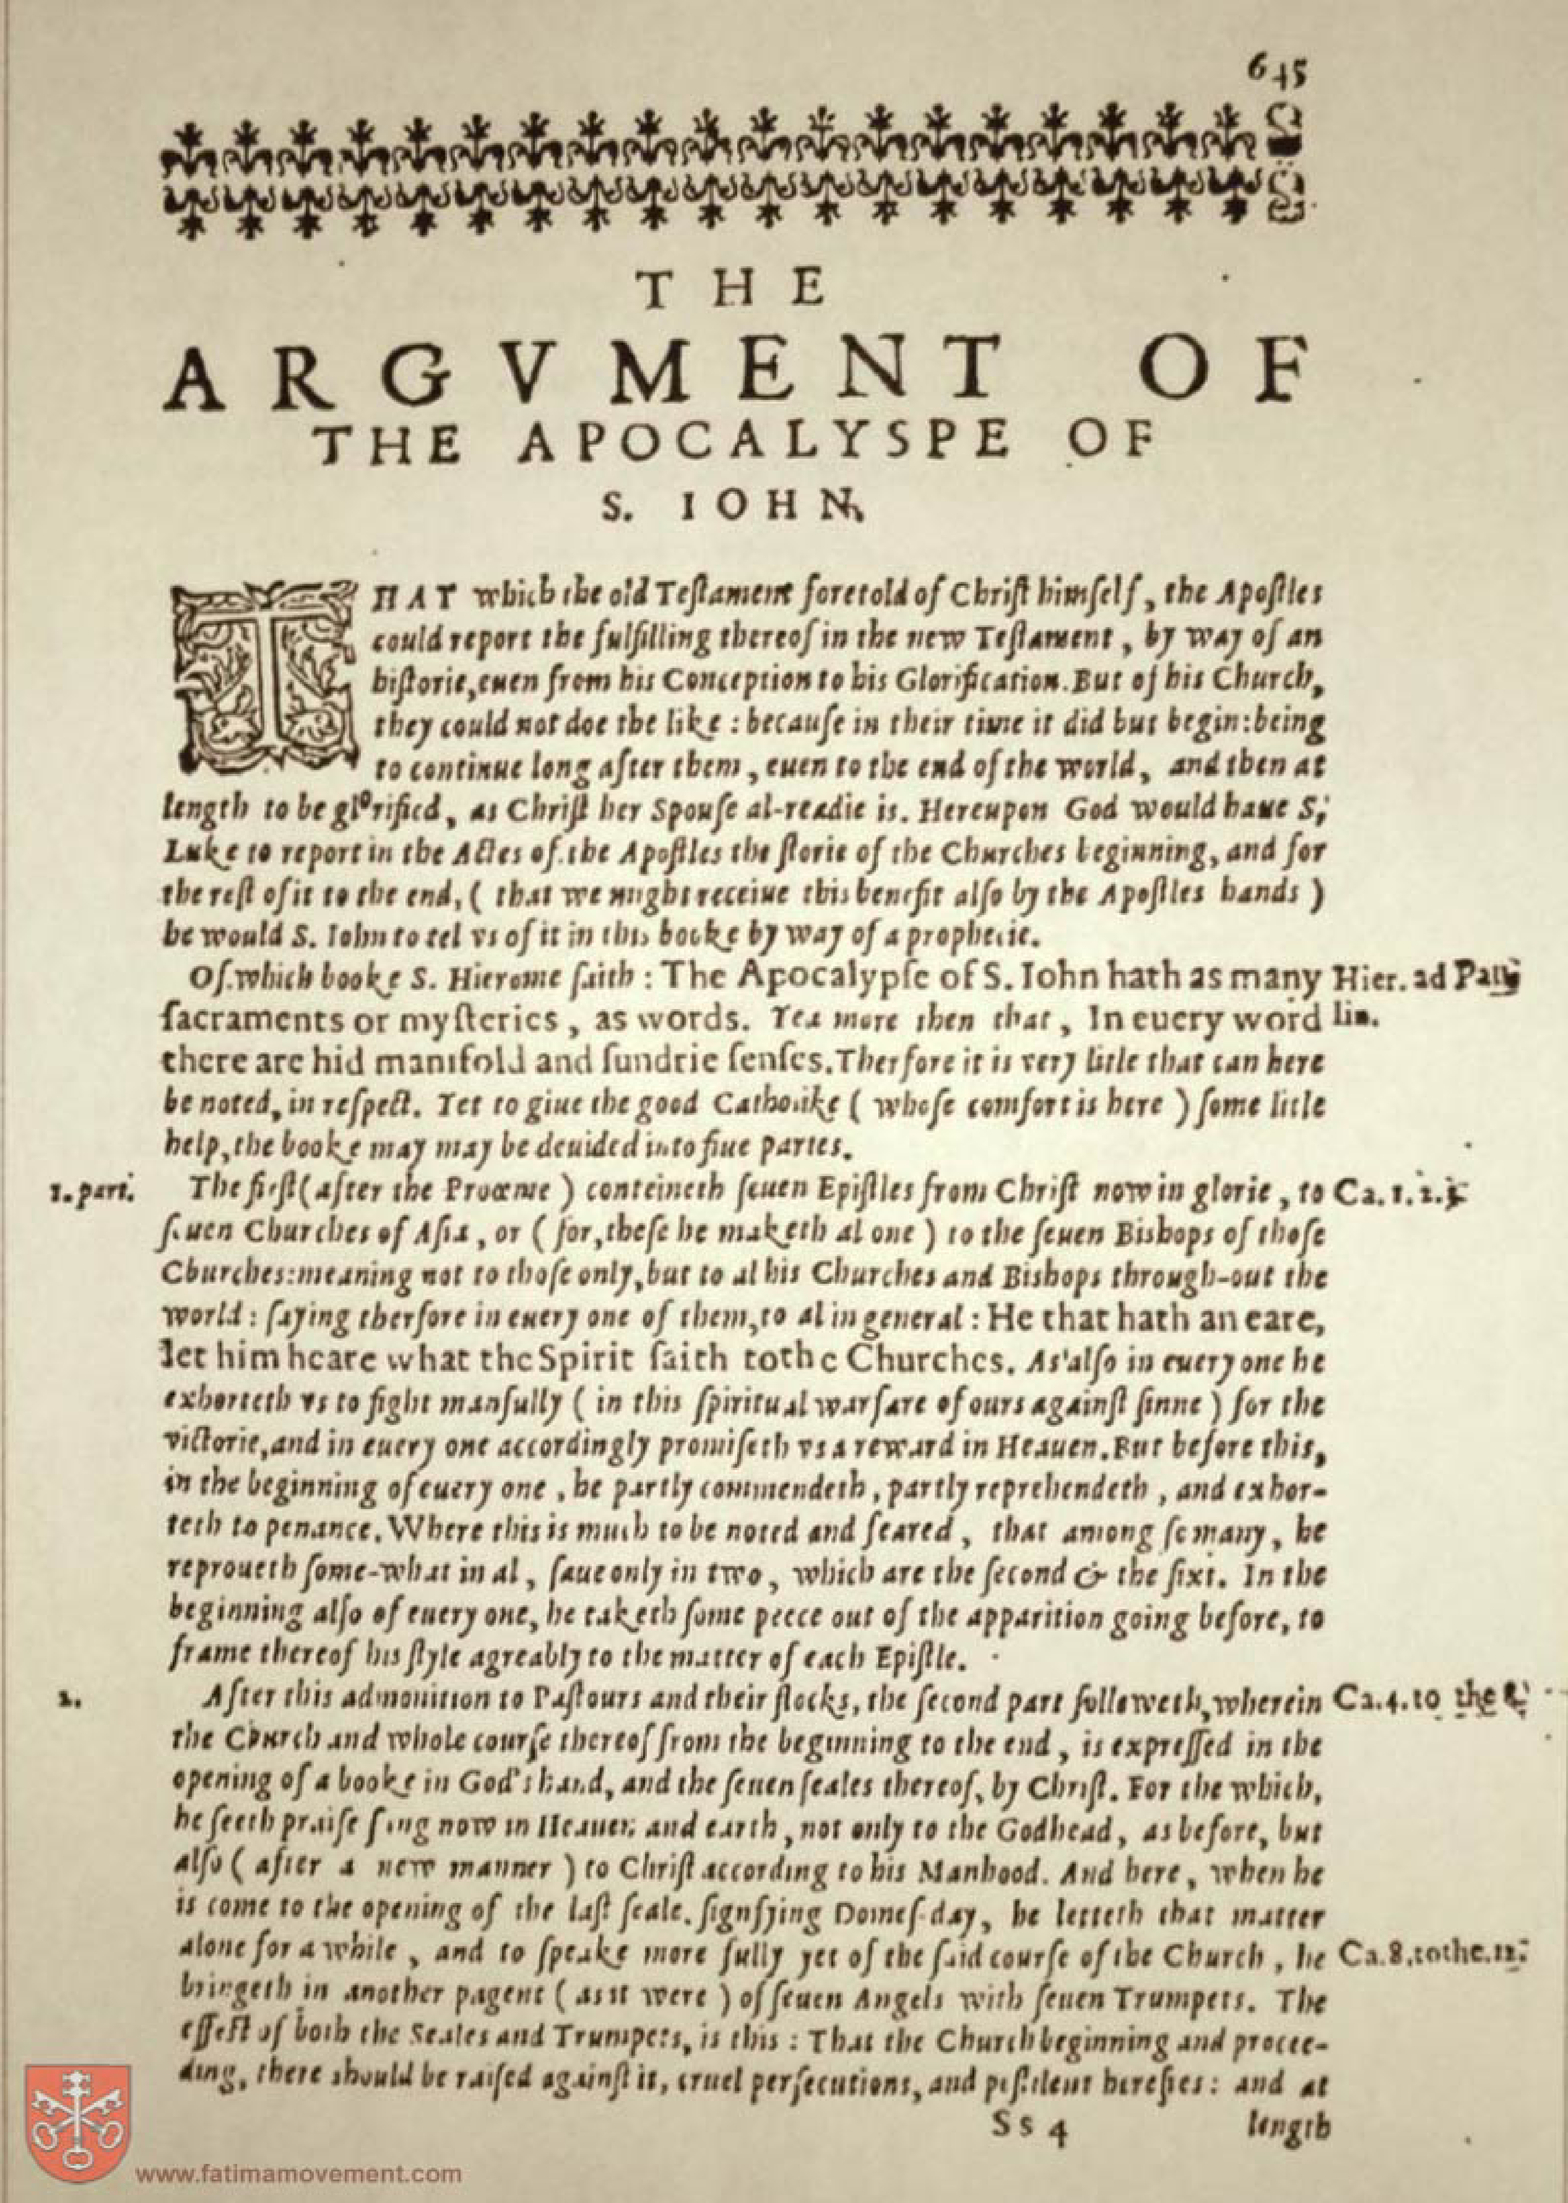 645
THE
ARGVMENT OF
THE APOCALYSPE OF
S. IOHN,
THAT which the old Teſtament foretold of Chriſt himſelf, the Apoſtles
could report the fulfilling thereof in the new Teſtament, by way of an
hiſtorie, euen from his Conception to his Glorification. But of his Church,
they could not doe the like: becauſe in their time it did but begin: being
to continue long after them, euen to the end of the world, and then at
length to be glorified, as Chriſt her Spouſe al-readie is. Hereupon God would haue S;
Luke to report in the Actes of the Apoſtles the ſtorie of the Churches beginning, and for
the reſt of it to the end, ( that we might receiue this benefit alſo by the Apoſtles hands )
he would S. Iohn to tel vs of it in this booke by way of a prophecie.
Of which booke S. Hierome ſaith: The Apocalypſe of S. Iohn hath as many Hier. ad Pau
ſacraments or myſteries, as words. Yea more then that, In euery word lin.
there are hid manifold and ſundrie ſenſes. Therfore it is very litle that can here
be noted, in reſpect. Yet to giue the good Catholike ( whoſe comfort is here ) ſome litle
help, the booke may may be deuided into fiue partes.
1. part. The firſt ( after the Proœme ) conteineth ſeuen Epiſtles from Chriſt now in glorie, to Ca. 1. 2.
ſeuen Churches of Aſia, or ( for, theſe he maketh al one ) to the ſeuen Bishops of thoſe
Churches: meaning not to thoſe only, but to al his Churches and Bishops through-out the
world: ſaying therfore in euery one of them, to al in general: He that hath an eare,
let him heare what the Spirit ſaith to the Churches. As alſo in euery one he
exhorteth vs to fight manfully ( in this ſpiritual warfare of ours againſt ſinne ) for the
victorie, and in euery one accordingly promiſeth vs a reward in Heauen. But before this,
in the beginning of euery one, he partly commendeth, partly reprehendeth, and exhor-
teth to penance. Where this is much to be noted and feared, that among ſo many, he
reproueth ſome-what in al, ſaue only in two, which are the ſecond & the ſixt. In the
beginning alſo of euery one, he taketh ſome peece out of the apparition going before, to
frame thereof his ſtyle agreably to the matter of each Epiſtle.
2. After this admonition to Paſtours and their flocks, the ſecond part followeth, wherein Ca. 4. to the
the Church and whole courſe thereof from the beginning to the end, is expreſſed in the
opening of a booke in God's hand, and the ſeuen ſeales thereof, by Chriſt. For the which,
he ſeeth praiſe ſung now in Heauen and earth, not only to the Godhead, as before, but
alſo ( after a new manner ) to Chriſt according to his Manhood. And here, when he
is come to the opening of the laſt ſeale. ſignifying Domeſ-day, he letteth that matter
alone for a while, and to ſpeake more fully yet of the ſaid courſe of the Church, he Ca. 8. to the. 12.
bringeth in another pagent ( as it were ) of ſeuen Angels with ſeuen Trumpets. The
effect of both the Seales and Trumpets, is this: That the Church beginning and procee-
ding, there should be raiſed againſt it, cruel perſecutions, and peſtilent hereſies: and at
Ss 4 length
www.fatimamovement.com